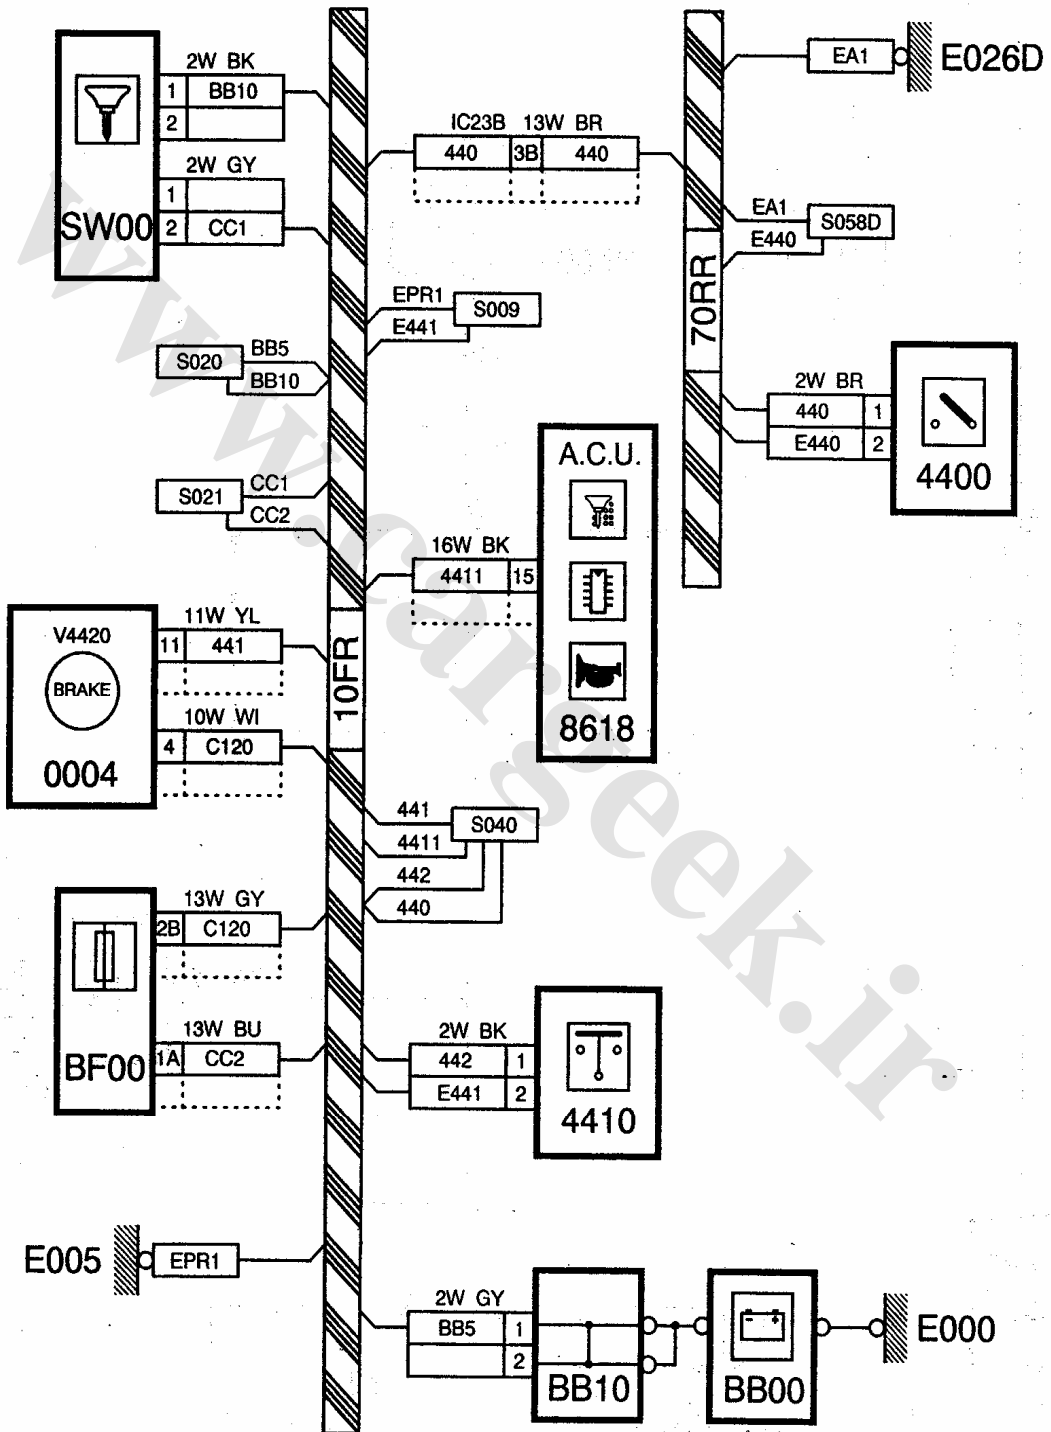 2W BK
1 BB10
2
2W GY
1
2 CC1
SW00
IC23B 13W BR
440 3B 440
EA1
E026D
EA1
E440
S058D
70RR
EPR1
E441
S009
S020
BB5
BB10
2W BR
440 1
E440 2
4400
S021
CC1
CC2
A.C.U.
16W BK
4411 15
8618
10FR
V4420
BRAKE
0004
11W YL
11 441
10W WI
4 C120
441
4411
442
440
S040
13W GY
2B C120
13W BU
1A CC2
BF00
2W BK
442 1
E441 2
4410
E005
EPR1
2W GY
BB5 1
2
BB10
BB00
E000
www.cargeek.ir